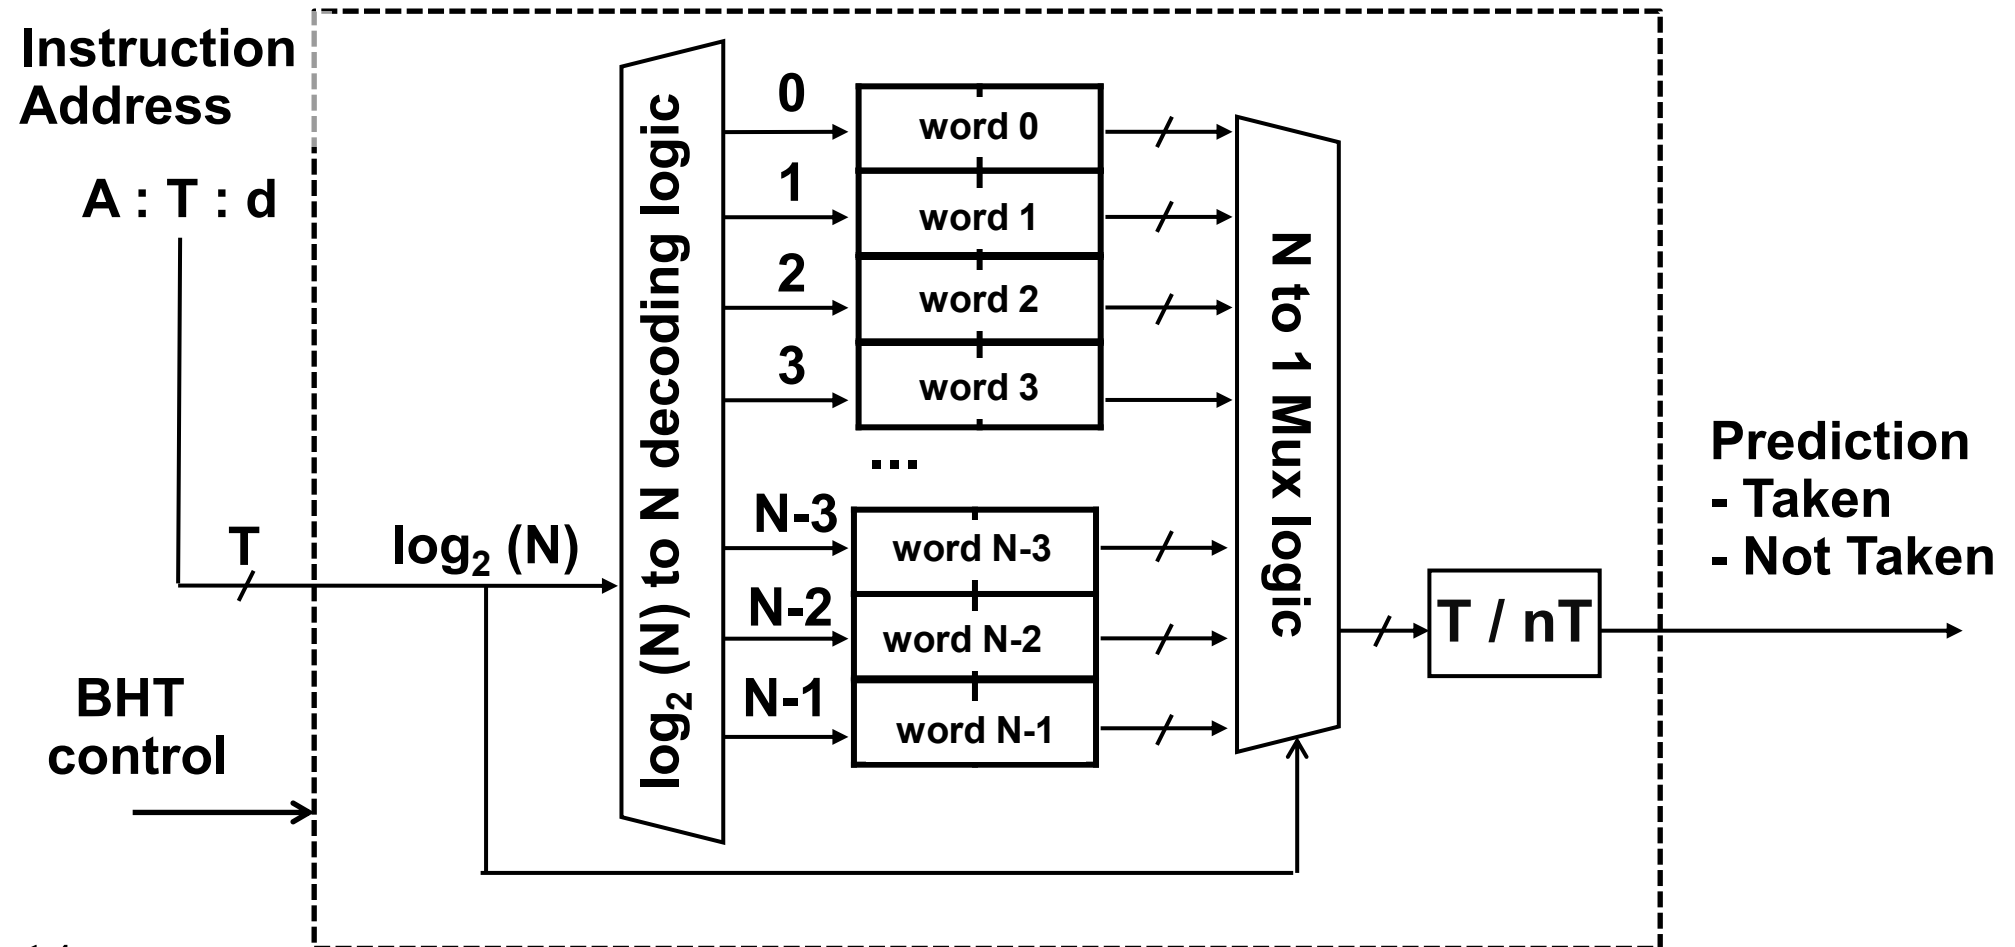 Instruction
Address
A : T : d
T
log₂ (N)
BHT
control
log₂ (N) to N decoding logic
0
1
2
3
N-3
N-2
N-1
word 0
word 1
word 2
word 3
...
word N-3
word N-2
word N-1
N to 1 Mux logic
T / nT
Prediction
- Taken
- Not Taken